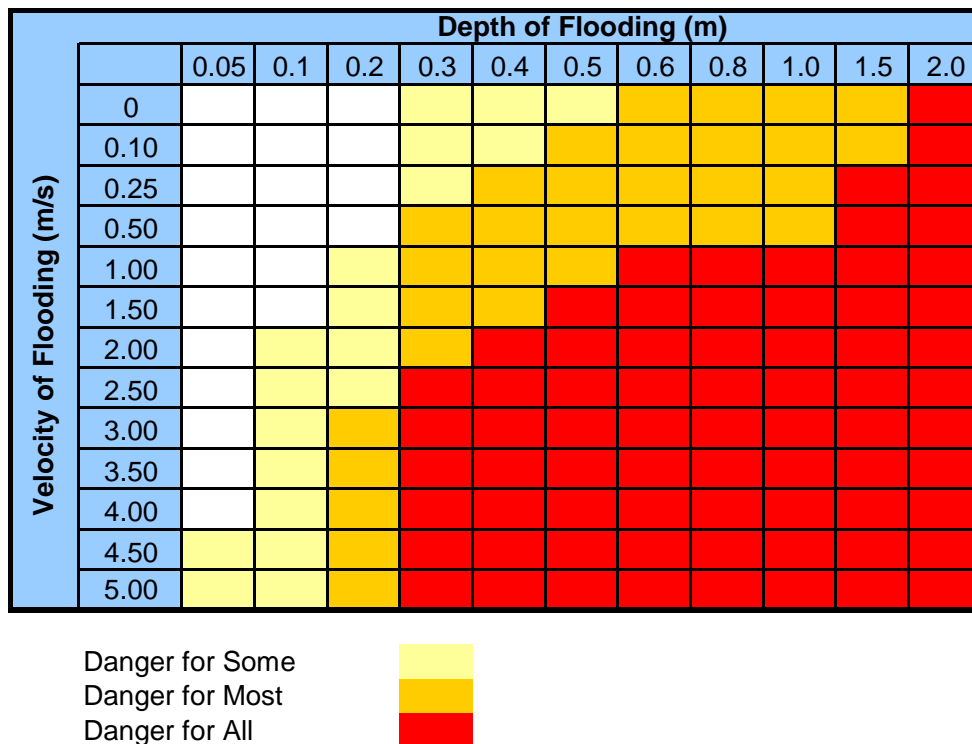 Depth of Flooding (m)
0.05 0.1 0.2 0.3 0.4 0.5 0.6 0.8 1.0 1.5 2.0
Velocity of Flooding (m/s)
0
0.10
0.25
0.50
1.00
1.50
2.00
2.50
3.00
3.50
4.00
4.50
5.00
Danger for Some
Danger for Most
Danger for All